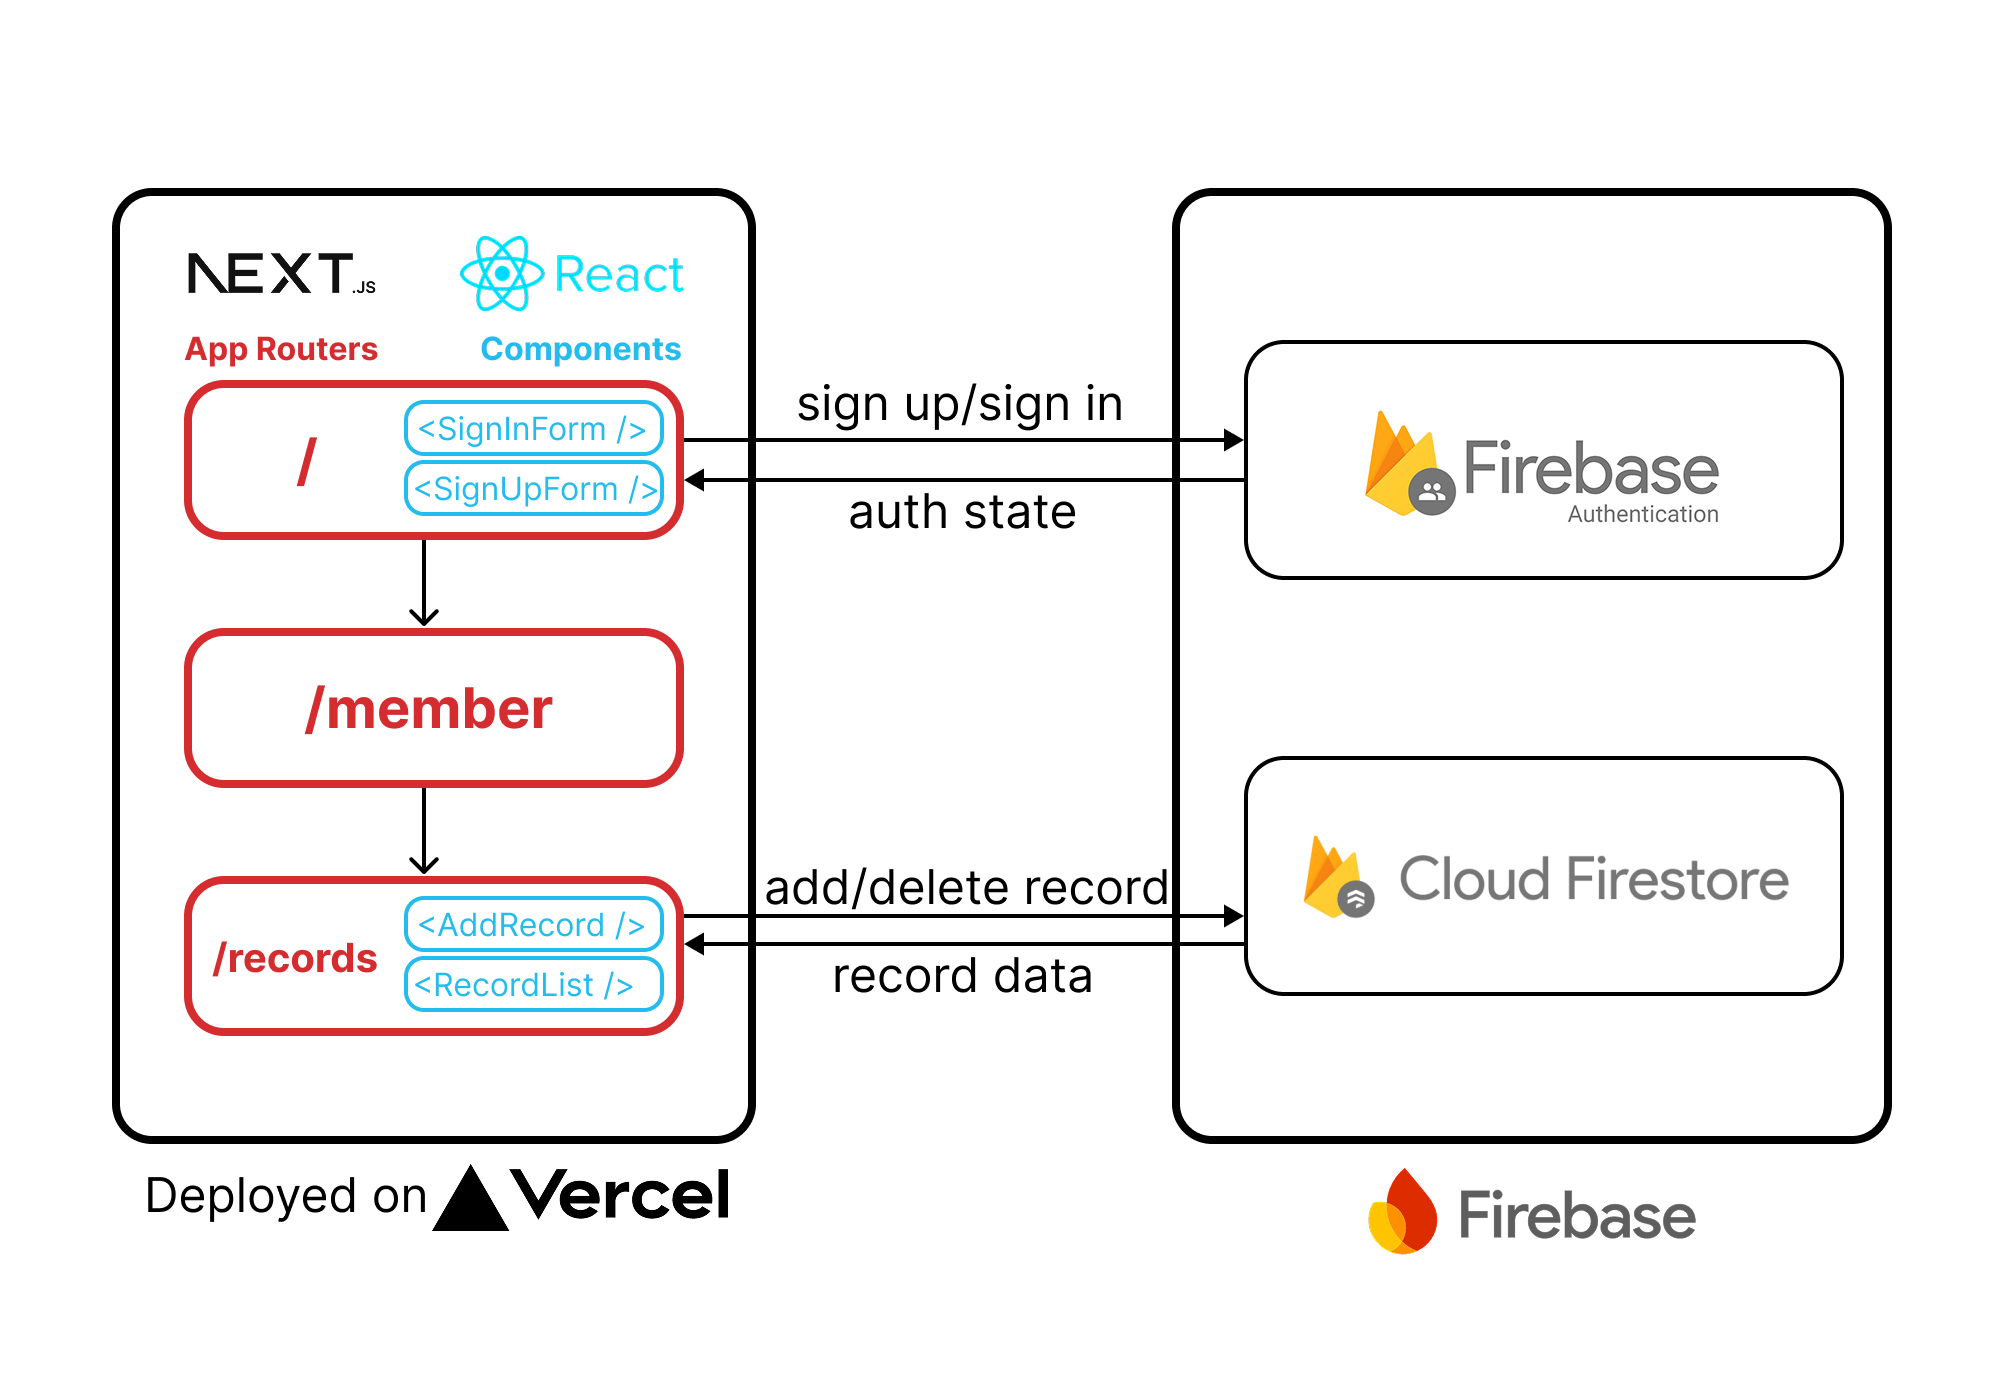 NEXT.JS
React
App Routers
Components
/
<SignInForm />
<SignUpForm />
/member
/records
<AddRecord />
<RecordList />
Deployed on Vercel
sign up/sign in
auth state
add/delete record
record data
Firebase
Authentication
Cloud Firestore
Firebase